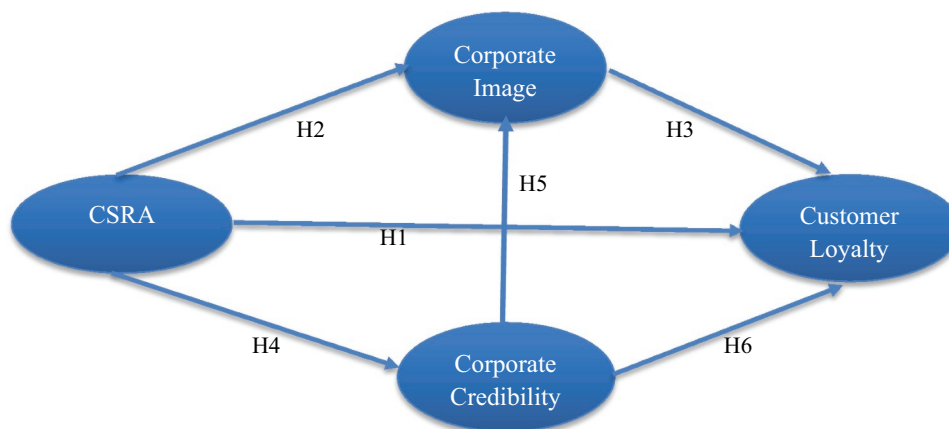 Corporate
Image
H2
H3
H5
CSRA
H1
Customer
Loyalty
H4
H6
Corporate
Credibility